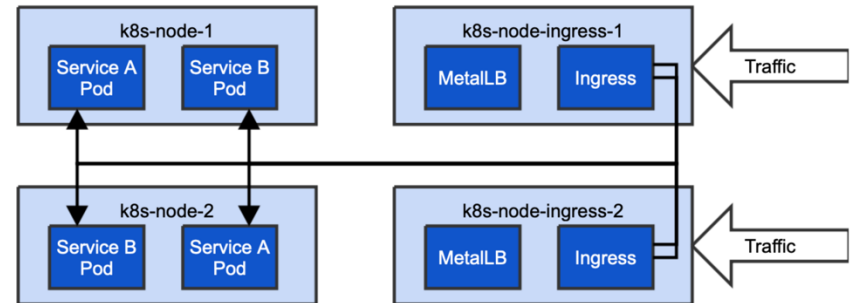 k8s-node-1
Service A
Pod
Service B
Pod
k8s-node-ingress-1
MetalLB
Ingress
Traffic
k8s-node-2
Service B
Pod
Service A
Pod
k8s-node-ingress-2
MetalLB
Ingress
Traffic